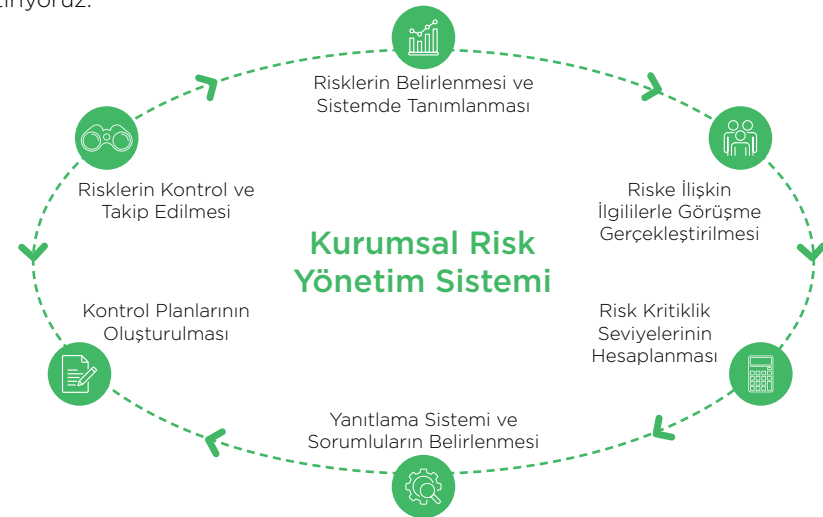 Risklerin Belirlenmesi ve
Sistemde Tanımlanması
Riske İlişkin
İlgililerle Görüşme
Gerçekleştirilmesi
Risk Kritiklik
Seviyelerinin
Hesaplanması
Yanıtlama Sistemi ve
Sorumluların Belirlenmesi
Kontrol Planlarının
Oluşturulması
Risklerin Kontrol ve
Takip Edilmesi
Kurumsal Risk
Yönetim Sistemi